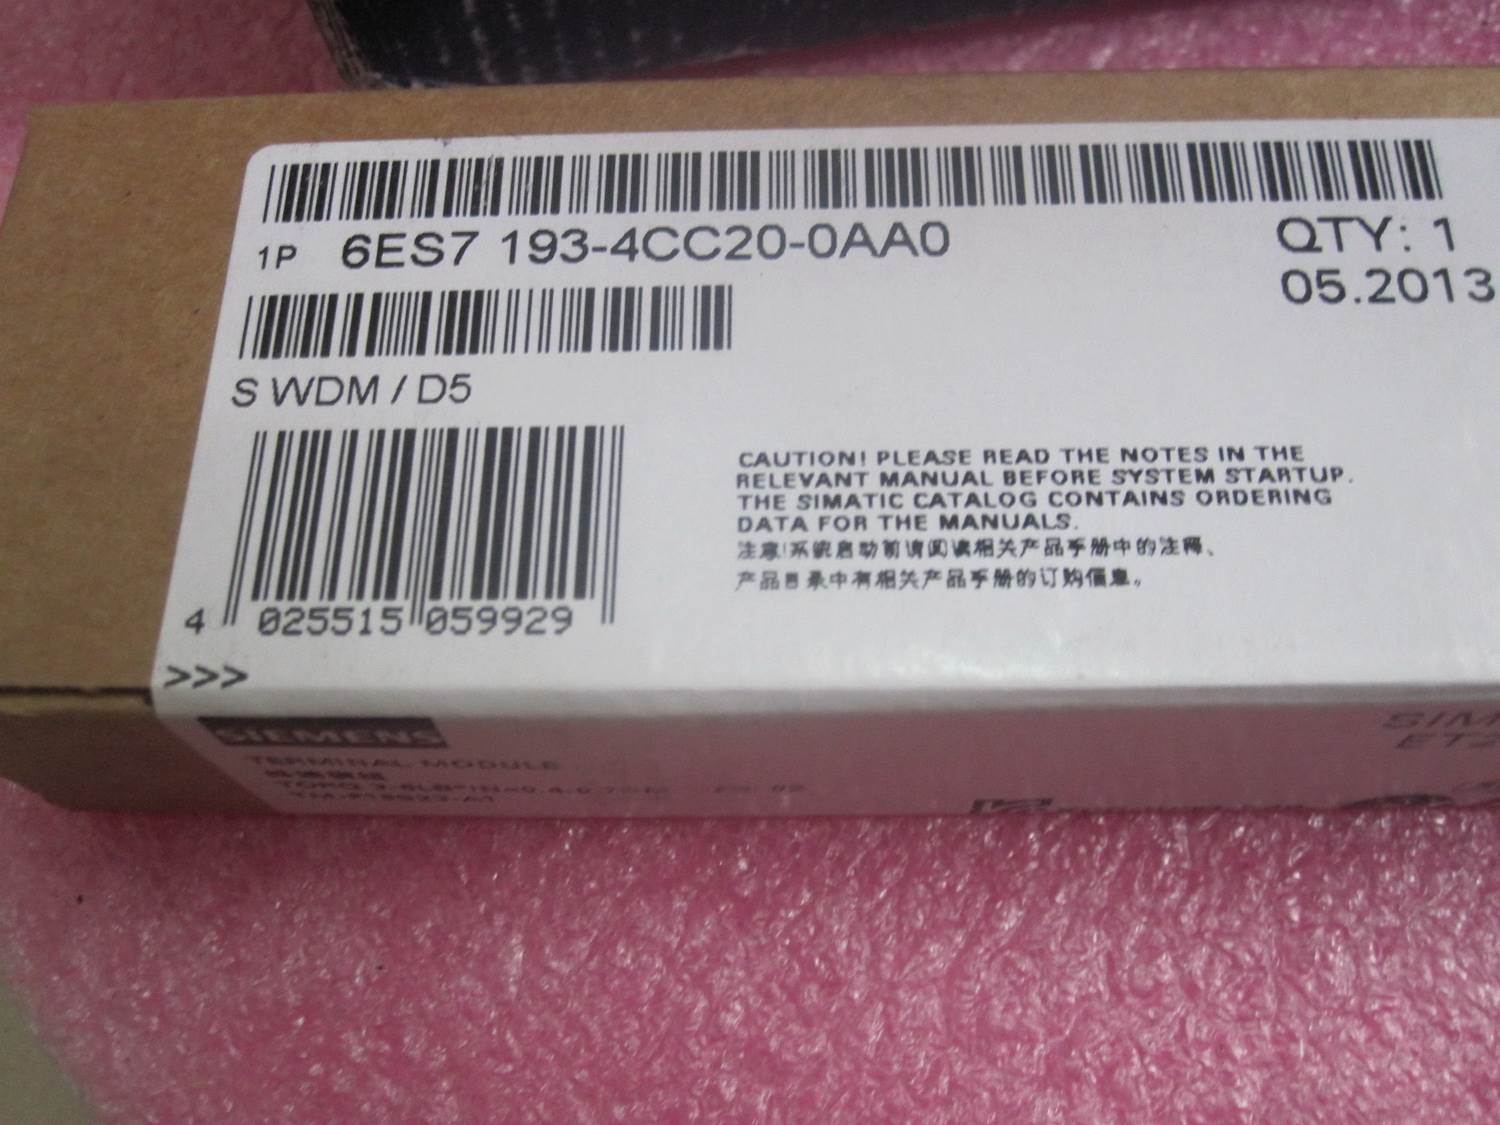 1P 6ES7 193-4CC20-0AA0
QTY: 1
05.2013
S WDM / D5
CAUTION! PLEASE READ THE NOTES IN THE
RELEVANT MANUAL BEFORE SYSTEM STARTUP.
THE SIMATIC CATALOG CONTAINS ORDERING
DATA FOR THE MANUALS.
注意!系统启动前请阅读相关产品手册中的注释、
产品目录中有相关产品手册的订购信息。
4 025515 059929
>>>
SIEMENS
TERMINAL MODULE